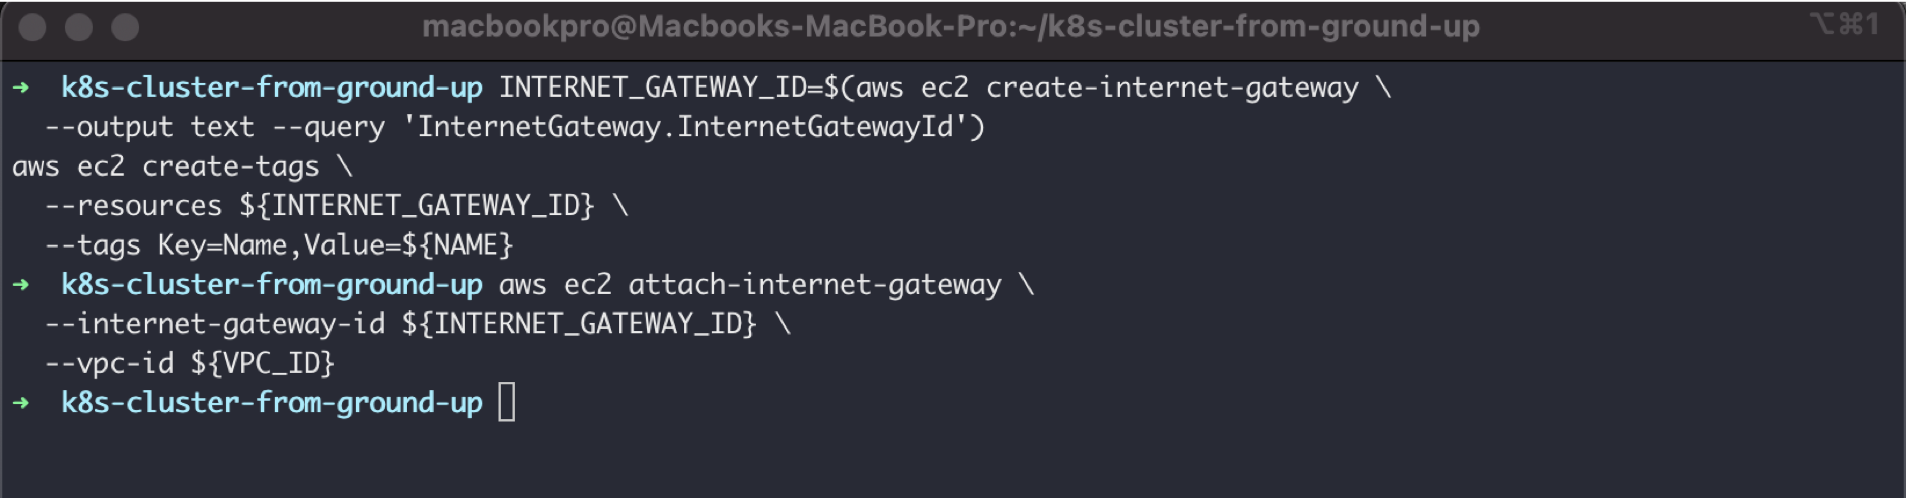 macbookpro@Macbooks-MacBook-Pro:~/k8s-cluster-from-ground-up ⌥⌘1
➜  k8s-cluster-from-ground-up INTERNET_GATEWAY_ID=$(aws ec2 create-internet-gateway \
  --output text --query 'InternetGateway.InternetGatewayId')
aws ec2 create-tags \
  --resources ${INTERNET_GATEWAY_ID} \
  --tags Key=Name,Value=${NAME}
➜  k8s-cluster-from-ground-up aws ec2 attach-internet-gateway \
  --internet-gateway-id ${INTERNET_GATEWAY_ID} \
  --vpc-id ${VPC_ID}
➜  k8s-cluster-from-ground-up